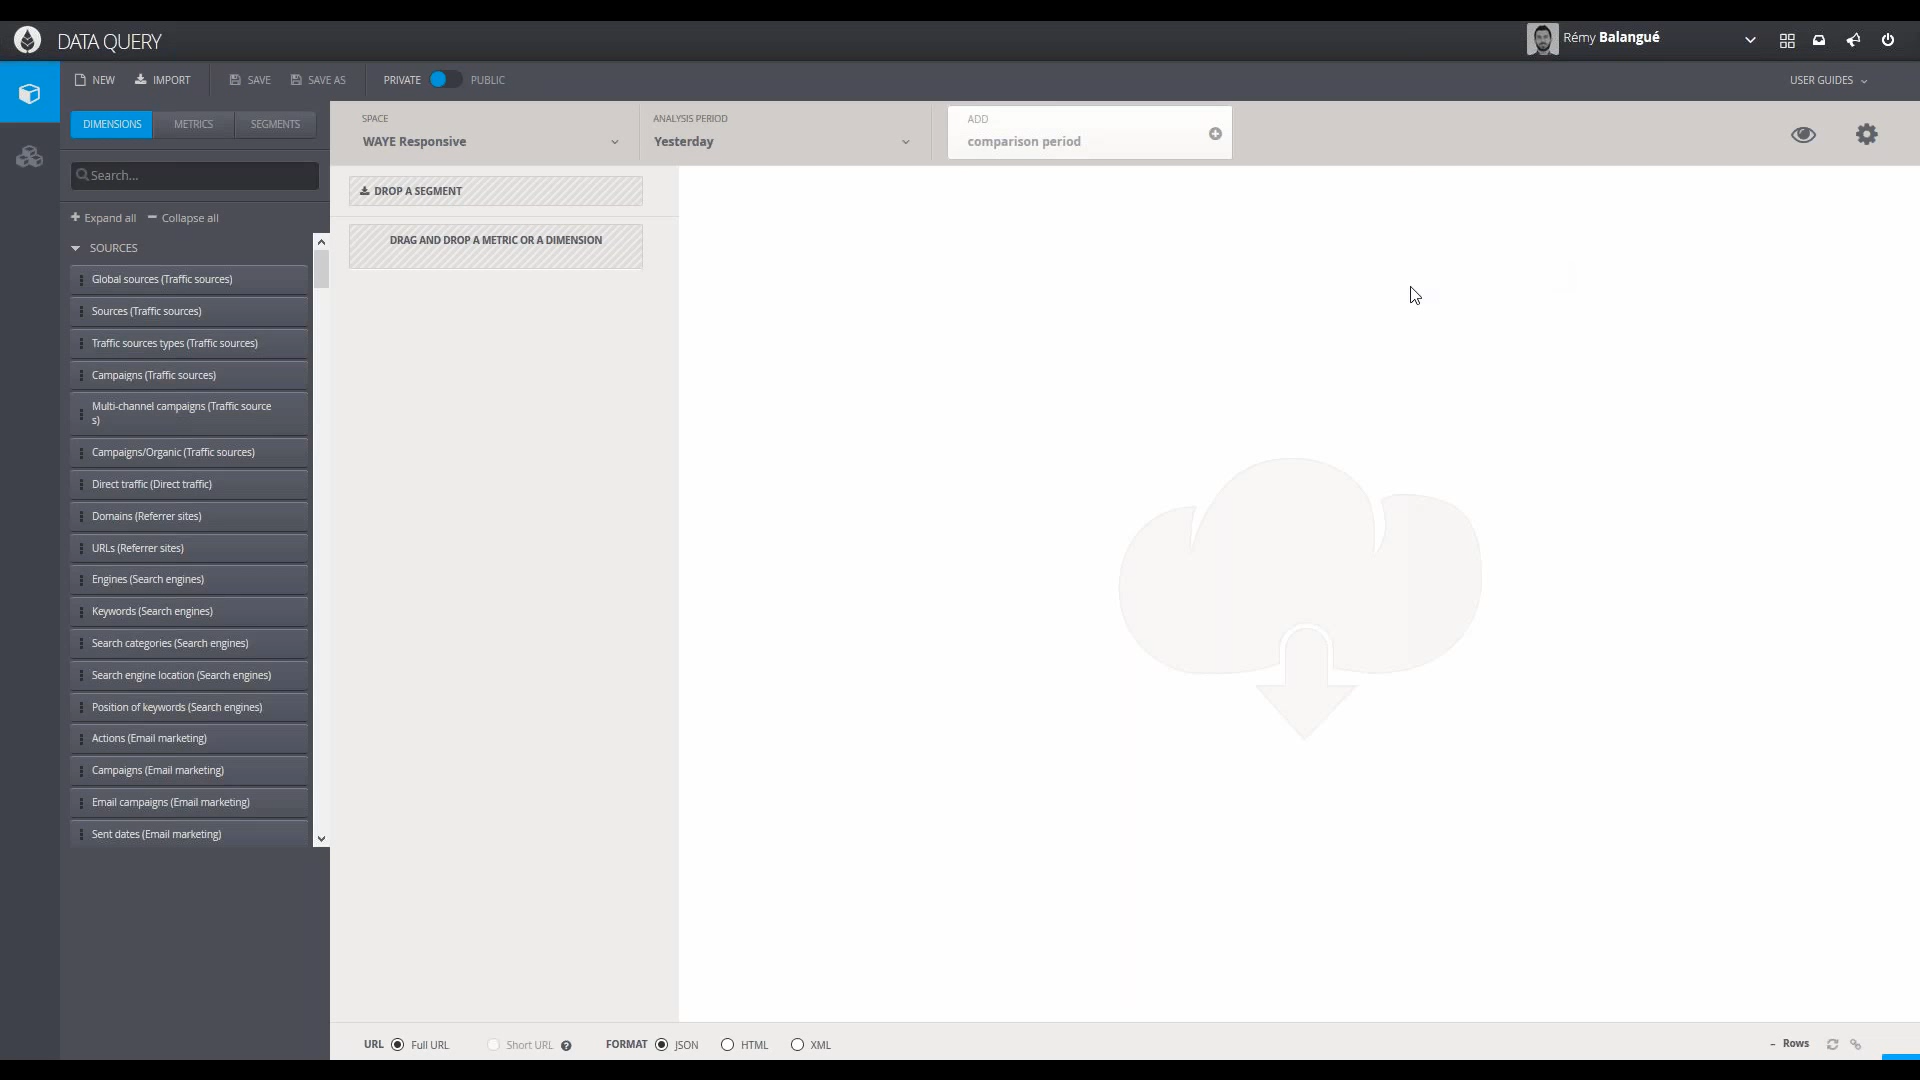 DATA QUERY
Rémy Balangué
NEW
IMPORT
SAVE
SAVE AS
PRIVATE
PUBLIC
USER GUIDES
DIMENSIONS
METRICS
SEGMENTS
SPACE
WAYE Responsive
ANALYSIS PERIOD
Yesterday
ADD
comparison period
Search...
Expand all
Collapse all
DROP A SEGMENT
DRAG AND DROP A METRIC OR A DIMENSION
SOURCES
Global sources (Traffic sources)
Sources (Traffic sources)
Traffic sources types (Traffic sources)
Campaigns (Traffic sources)
Multi-channel campaigns (Traffic source
s)
Campaigns/Organic (Traffic sources)
Direct traffic (Direct traffic)
Domains (Referrer sites)
URLs (Referrer sites)
Engines (Search engines)
Keywords (Search engines)
Search categories (Search engines)
Search engine location (Search engines)
Position of keywords (Search engines)
Actions (Email marketing)
Campaigns (Email marketing)
Email campaigns (Email marketing)
Sent dates (Email marketing)
URL Full URL Short URL ?
FORMAT JSON HTML XML
– Rows